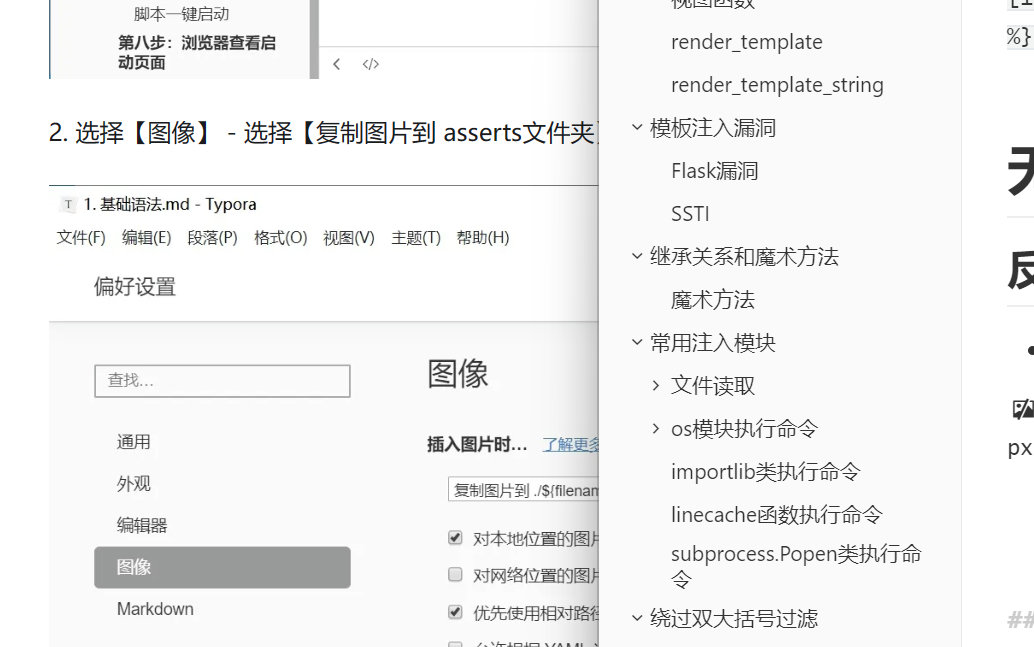 脚本一键启动
第八步：浏览器查看启
动页面
2. 选择【图像】 - 选择【复制图片到 asserts文件夹
T 1. 基础语法.md - Typora
文件(F) 编辑(E) 段落(P) 格式(O) 视图(V) 主题(T) 帮助(H)
偏好设置
查找...
通用
外观
编辑器
图像
Markdown
图像
插入图片时... 了解更多
复制图片到 ./${filenam
对本地位置的图片
对网络位置的图片
优先使用相对路径
视图函数
render_template
render_template_string
模板注入漏洞
Flask漏洞
SSTI
继承关系和魔术方法
魔术方法
常用注入模块
文件读取
os模块执行命令
importlib类执行命令
linecache函数执行命令
subprocess.Popen类执行命
令
绕过双大括号过滤
%}
px
##